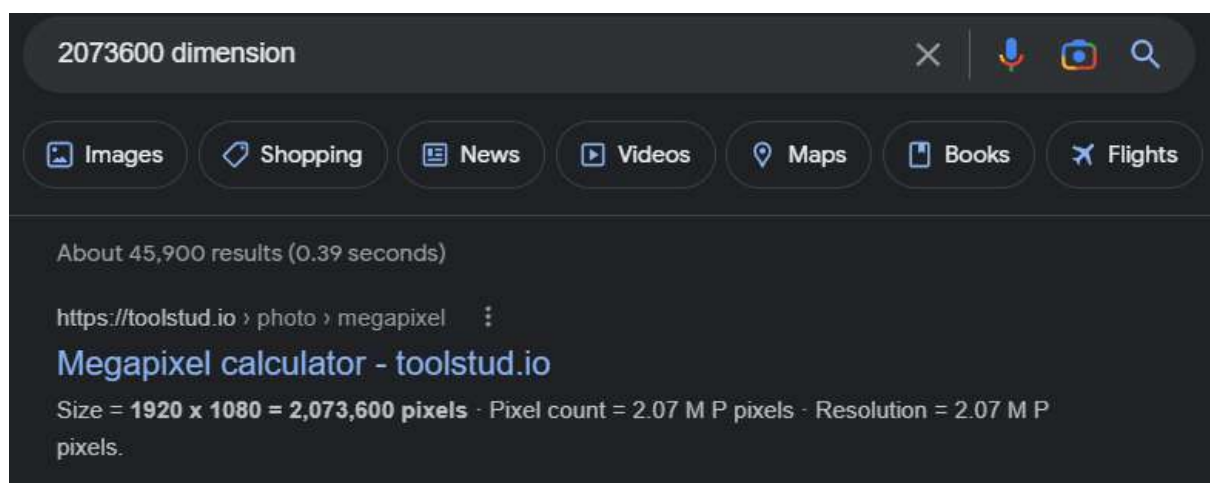 2073600 dimension
Images Shopping News Videos Maps Books Flights
About 45,900 results (0.39 seconds)
https://toolstud.io › photo › megapixel
Megapixel calculator - toolstud.io
Size = 1920 x 1080 = 2,073,600 pixels · Pixel count = 2.07 M P pixels · Resolution = 2.07 M P
pixels.